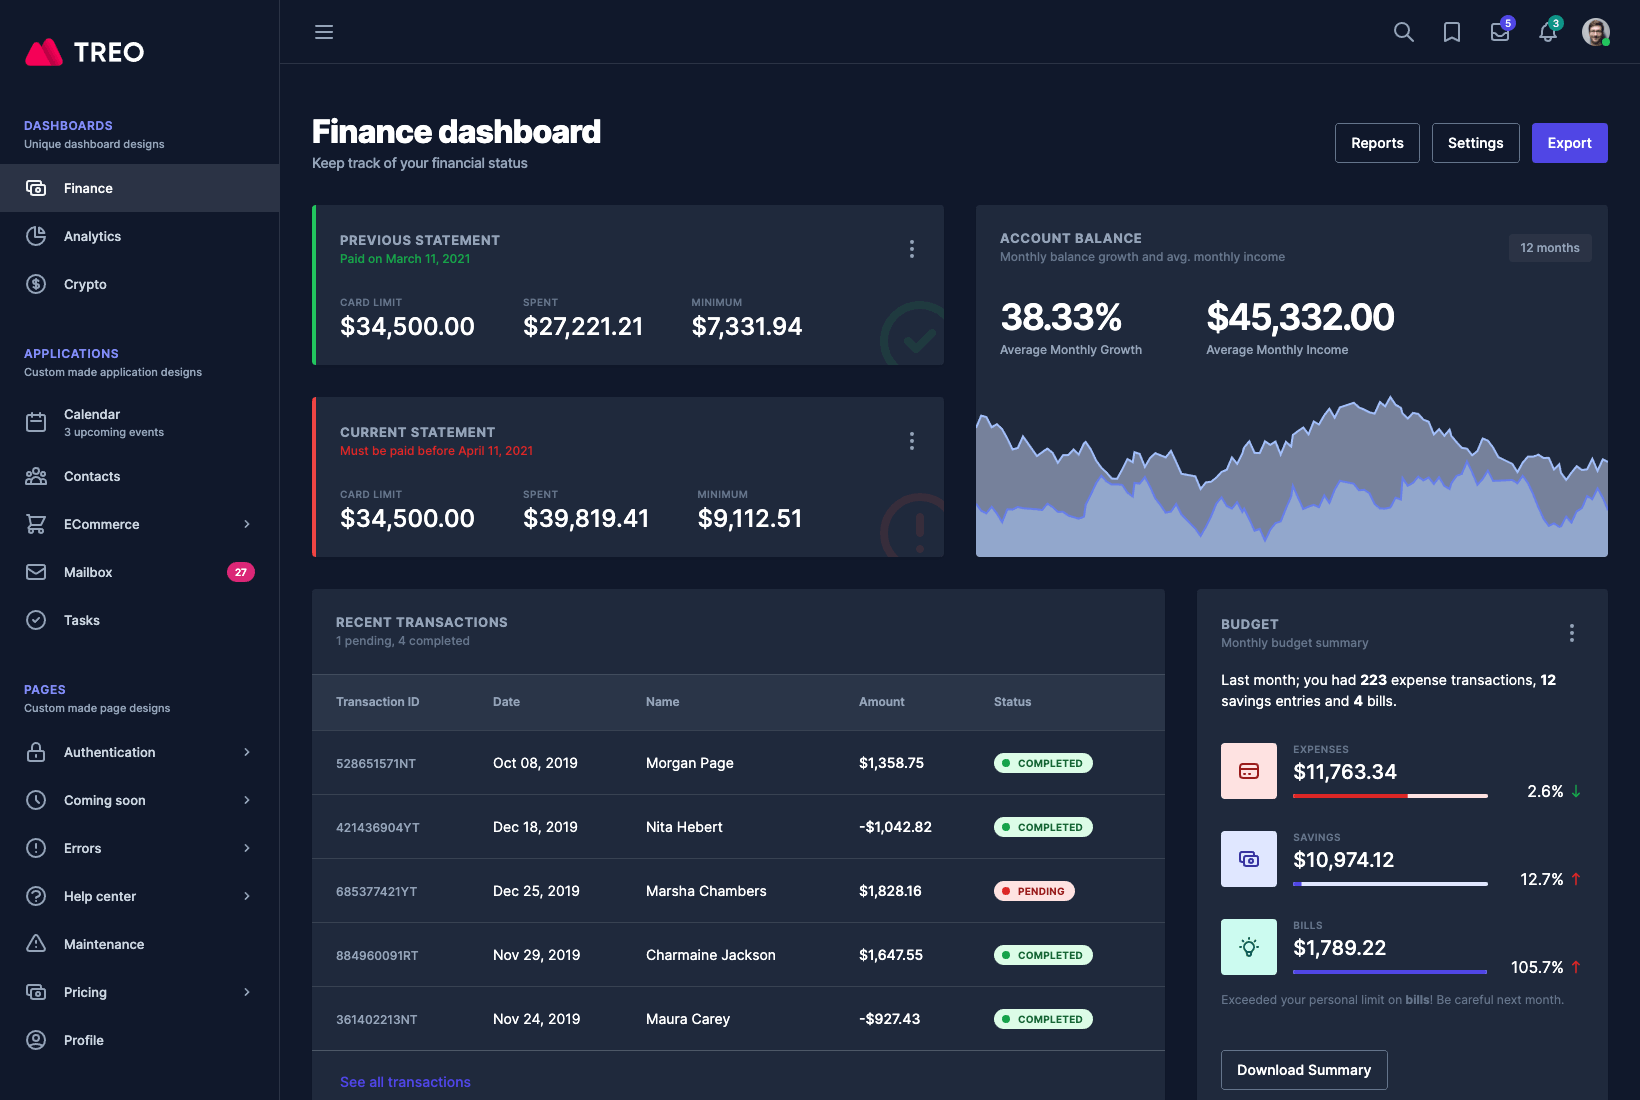 TREO
DASHBOARDS
Unique dashboard designs
Finance
Analytics
Crypto
APPLICATIONS
Custom made application designs
Calendar
3 upcoming events
Contacts
ECommerce
Mailbox
27
Tasks
PAGES
Custom made page designs
Authentication
Coming soon
Errors
Help center
Maintenance
Pricing
Profile
5
3
Finance dashboard
Keep track of your financial status
Reports
Settings
Export
PREVIOUS STATEMENT
Paid on March 11, 2021
CARD LIMIT SPENT MINIMUM
$34,500.00 $27,221.21 $7,331.94
CURRENT STATEMENT
Must be paid before April 11, 2021
CARD LIMIT SPENT MINIMUM
$34,500.00 $39,819.41 $9,112.51
ACCOUNT BALANCE
Monthly balance growth and avg. monthly income
12 months
38.33% $45,332.00
Average Monthly Growth Average Monthly Income
RECENT TRANSACTIONS
1 pending, 4 completed
Transaction ID Date Name Amount Status
528651571NT Oct 08, 2019 Morgan Page $1,358.75 COMPLETED
421436904YT Dec 18, 2019 Nita Hebert -$1,042.82 COMPLETED
685377421YT Dec 25, 2019 Marsha Chambers $1,828.16 PENDING
884960091RT Nov 29, 2019 Charmaine Jackson $1,647.55 COMPLETED
361402213NT Nov 24, 2019 Maura Carey -$927.43 COMPLETED
See all transactions
BUDGET
Monthly budget summary
Last month; you had 223 expense transactions, 12
savings entries and 4 bills.
EXPENSES
$11,763.34
2.6%
SAVINGS
$10,974.12
12.7%
BILLS
$1,789.22
105.7%
Exceeded your personal limit on bills! Be careful next month.
Download Summary